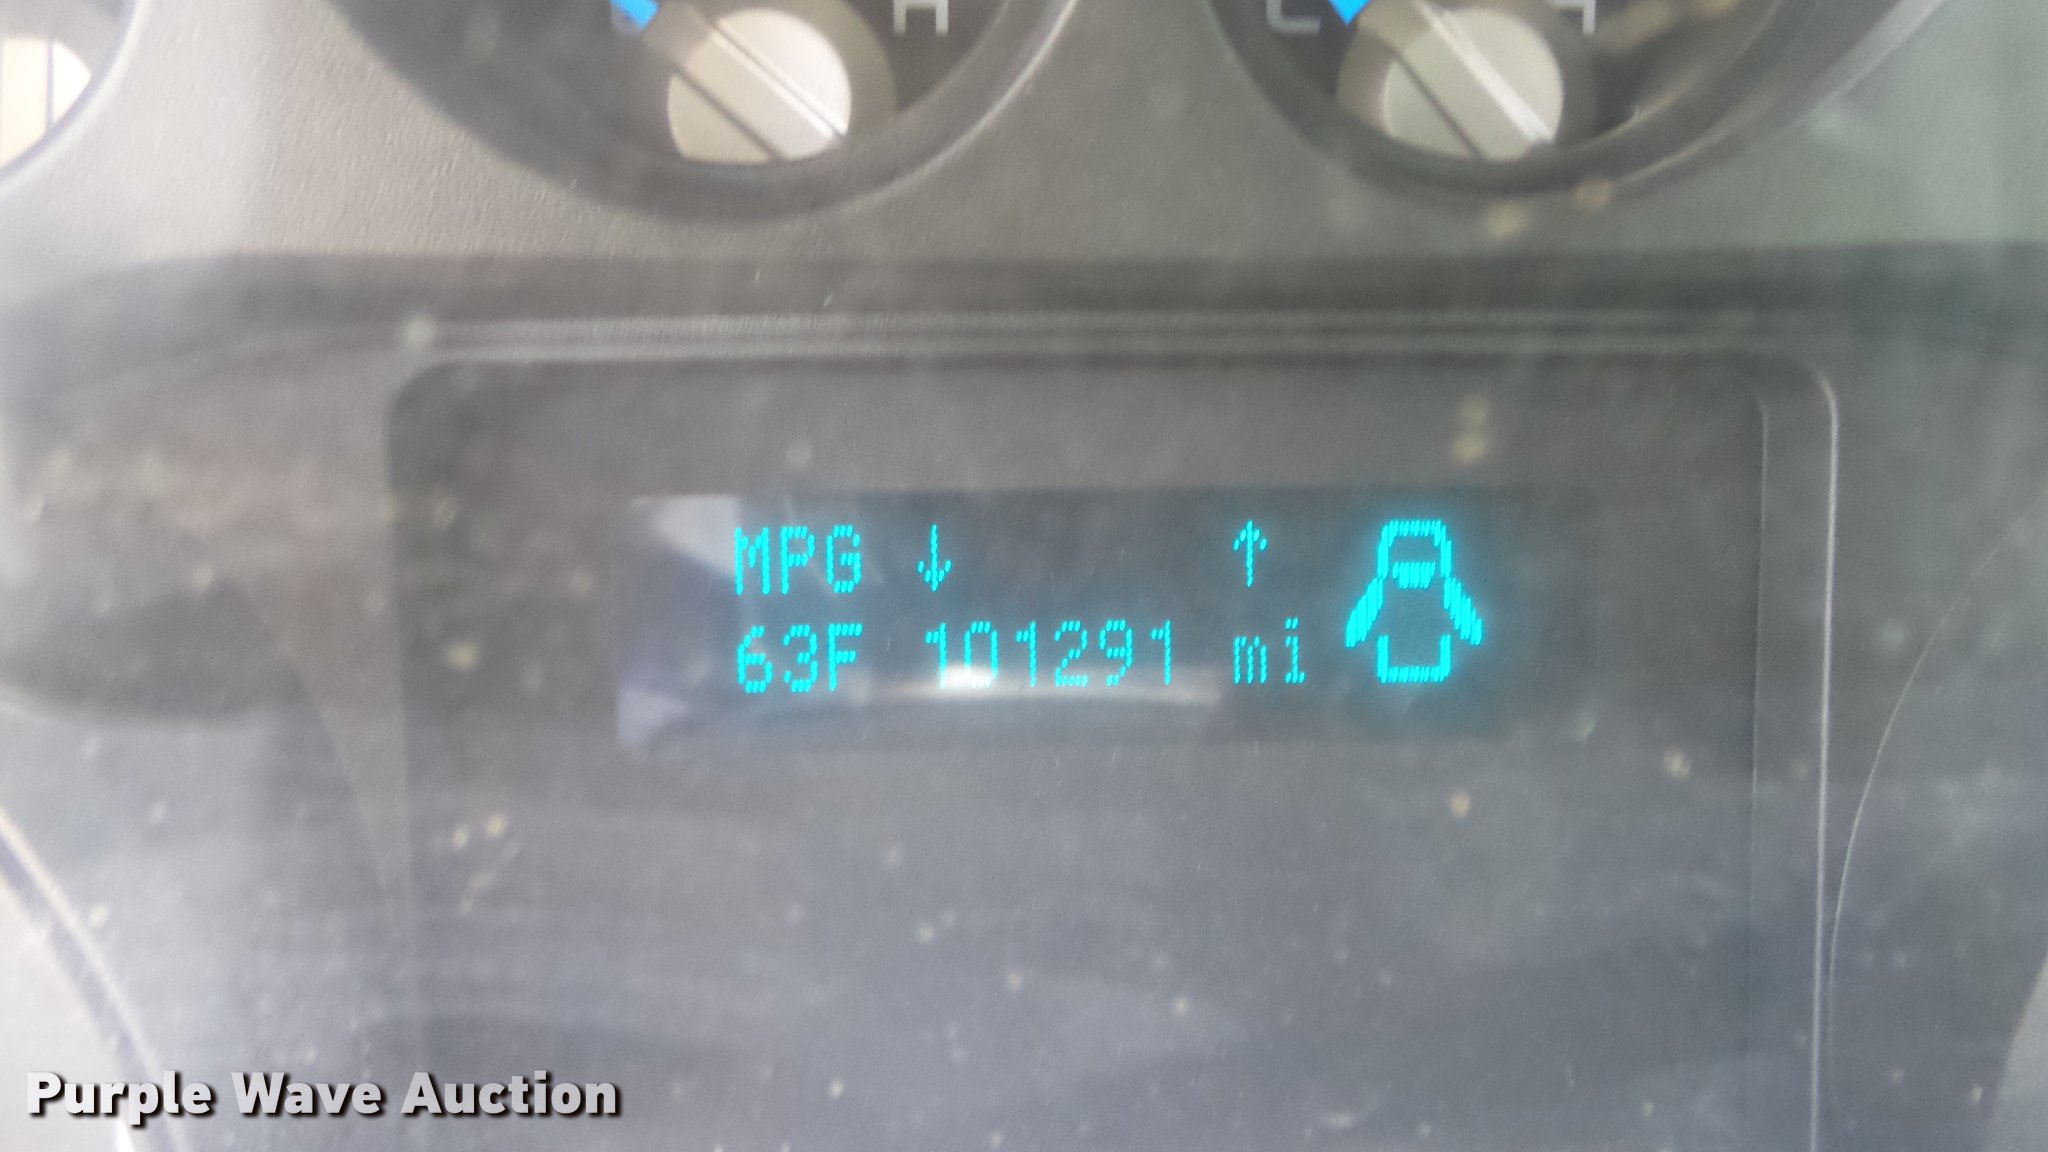 H
C H
MPG ↓ ↑
63F 101291 mi
Purple Wave Auction